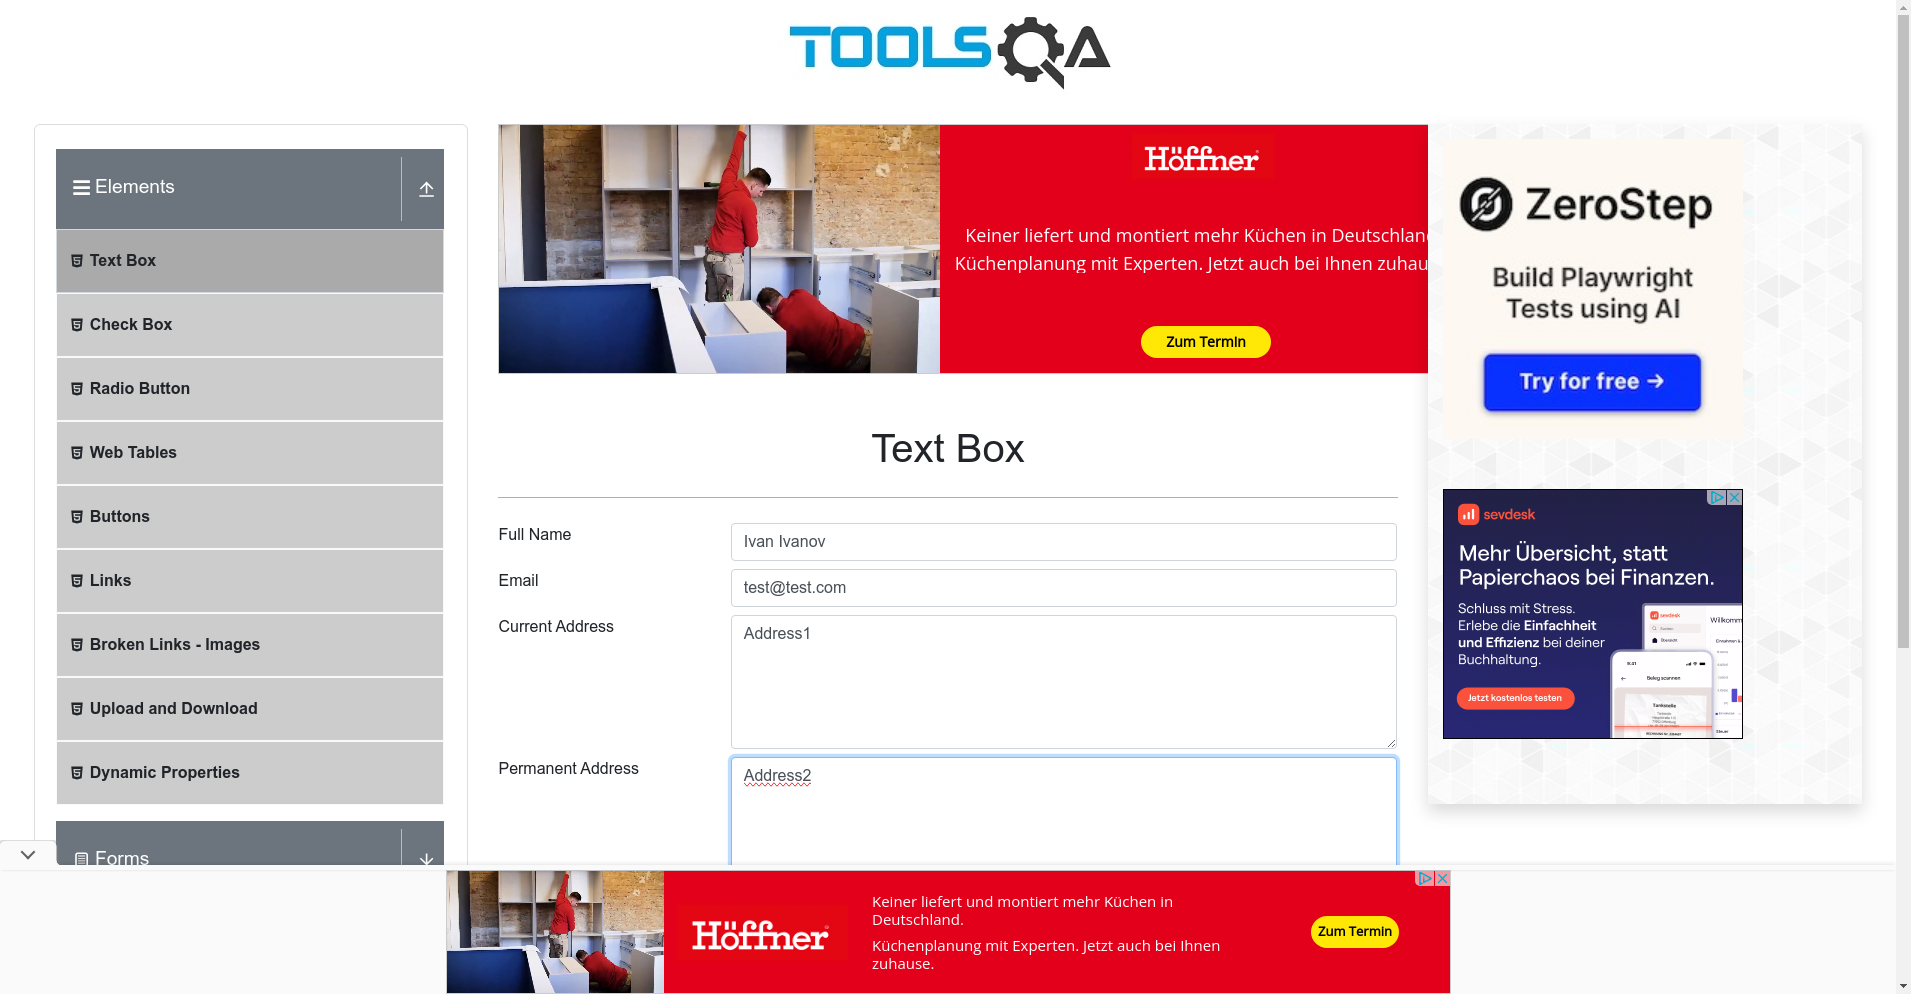 TOOLSQA
Elements
Text Box
Check Box
Radio Button
Web Tables
Buttons
Links
Broken Links - Images
Upload and Download
Dynamic Properties
Forms
Höffner
Keiner liefert und montiert mehr Küchen in Deutschland
Küchenplanung mit Experten. Jetzt auch bei Ihnen zuhau
Zum Termin
Text Box
Full Name
Ivan Ivanov
Email
test@test.com
Current Address
Address1
Permanent Address
Address2
ZeroStep
Build Playwright
Tests using AI
Try for free →
sevdesk
Mehr Übersicht, statt
Papierchaos bei Finanzen.
Schluss mit Stress.
Erlebe die Einfachheit
und Effizienz bei deiner
Buchhaltung.
Jetzt kostenlos testen
Willkomm
Beleg scannen
Tankstelle
Höffner
Keiner liefert und montiert mehr Küchen in
Deutschland.
Küchenplanung mit Experten. Jetzt auch bei Ihnen
zuhause.
Zum Termin